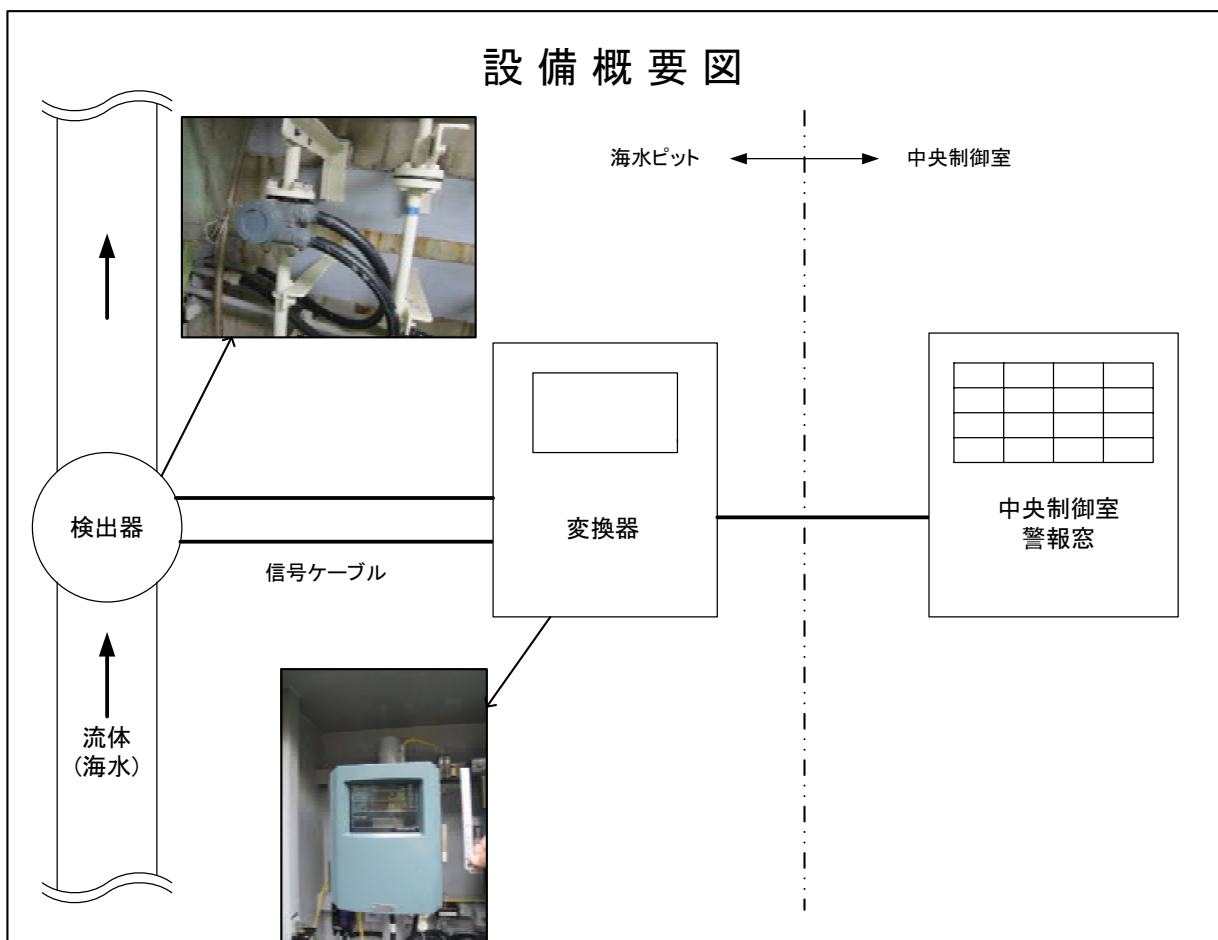 設備概要図
海水ピット
中央制御室
検出器
信号ケーブル
変換器
中央制御室
警報窓
流体
(海水)